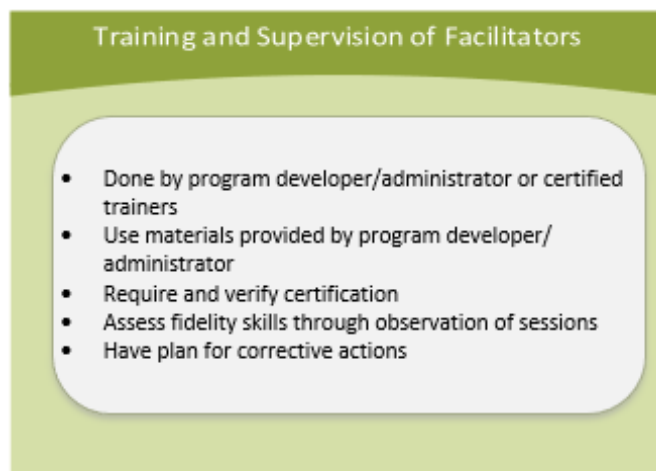 Training and Supervision of Facilitators
• Done by program developer/administrator or certified
trainers
• Use materials provided by program developer/
administrator
• Require and verify certification
• Assess fidelity skills through observation of sessions
• Have plan for corrective actions